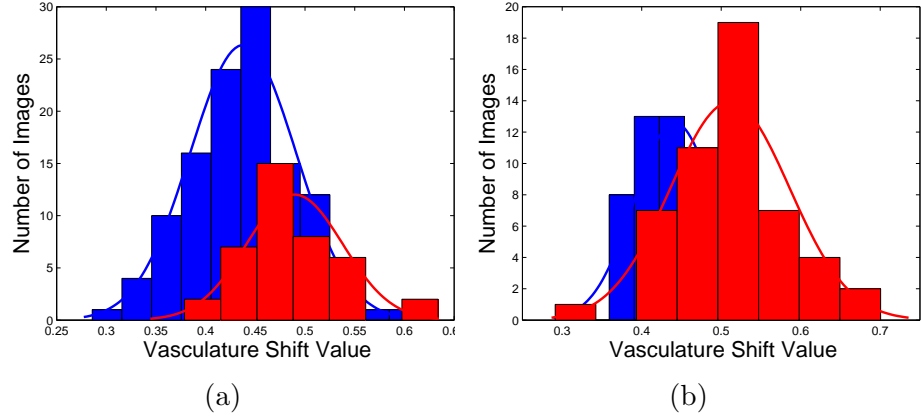 30
25
20
15
10
5
0
0.25 0.3 0.35 0.4 0.45 0.5 0.55 0.6 0.6
Number of Images
Vasculature Shift Value
(a)
20
18
16
14
12
10
8
6
4
2
0
0.3 0.4 0.5 0.6 0.7
Number of Images
Vasculature Shift Value
(b)